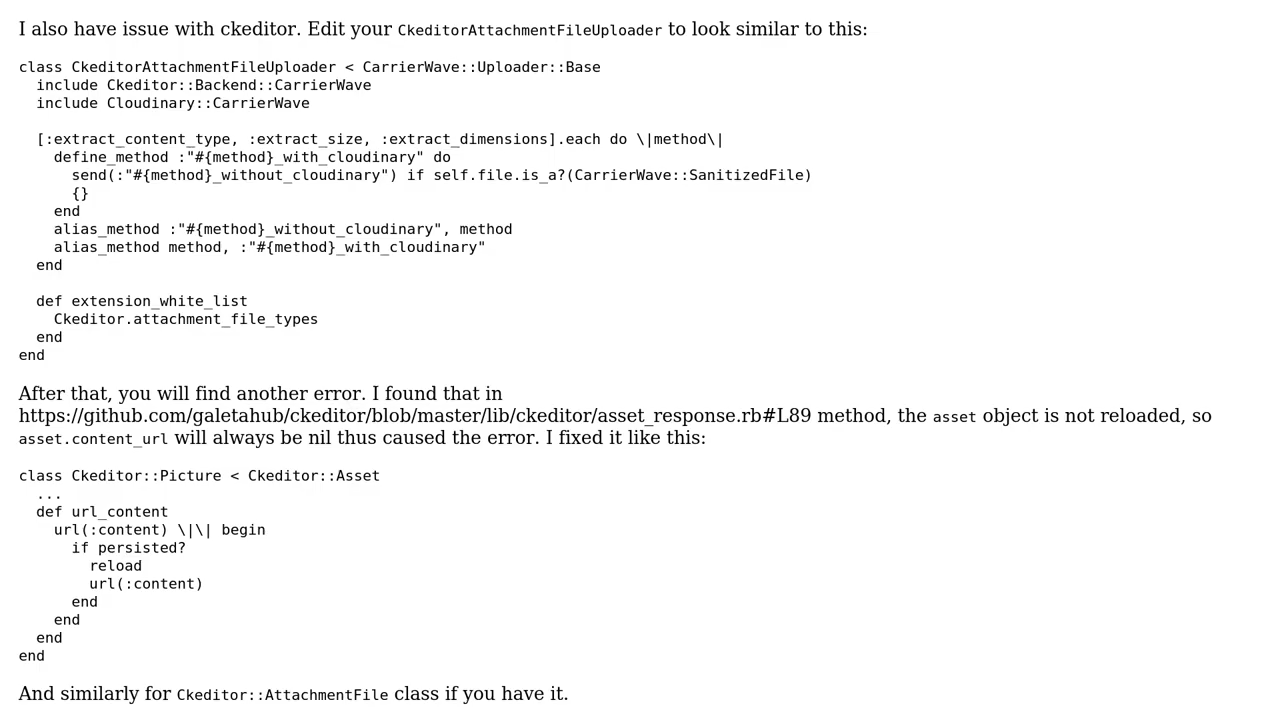 I also have issue with ckeditor. Edit your CkeditorAttachmentFileUploader to look similar to this:
class CkeditorAttachmentFileUploader < CarrierWave::Uploader::Base
  include Ckeditor::Backend::CarrierWave
  include Cloudinary::CarrierWave

  [:extract_content_type, :extract_size, :extract_dimensions].each do \|method\|
    define_method :"#{method}_with_cloudinary" do
      send(:"#{method}_without_cloudinary") if self.file.is_a?(CarrierWave::SanitizedFile)
      {}
    end
    alias_method :"#{method}_without_cloudinary", method
    alias_method method, :"#{method}_with_cloudinary"
  end

  def extension_white_list
    Ckeditor.attachment_file_types
  end
end
After that, you will find another error. I found that in
https://github.com/galetahub/ckeditor/blob/master/lib/ckeditor/asset_response.rb#L89 method, the asset object is not reloaded, so
asset.content_url will always be nil thus caused the error. I fixed it like this:
class Ckeditor::Picture < Ckeditor::Asset
  ...
  def url_content
    url(:content) \|\| begin
      if persisted?
        reload
        url(:content)
      end
    end
  end
end
And similarly for Ckeditor::AttachmentFile class if you have it.